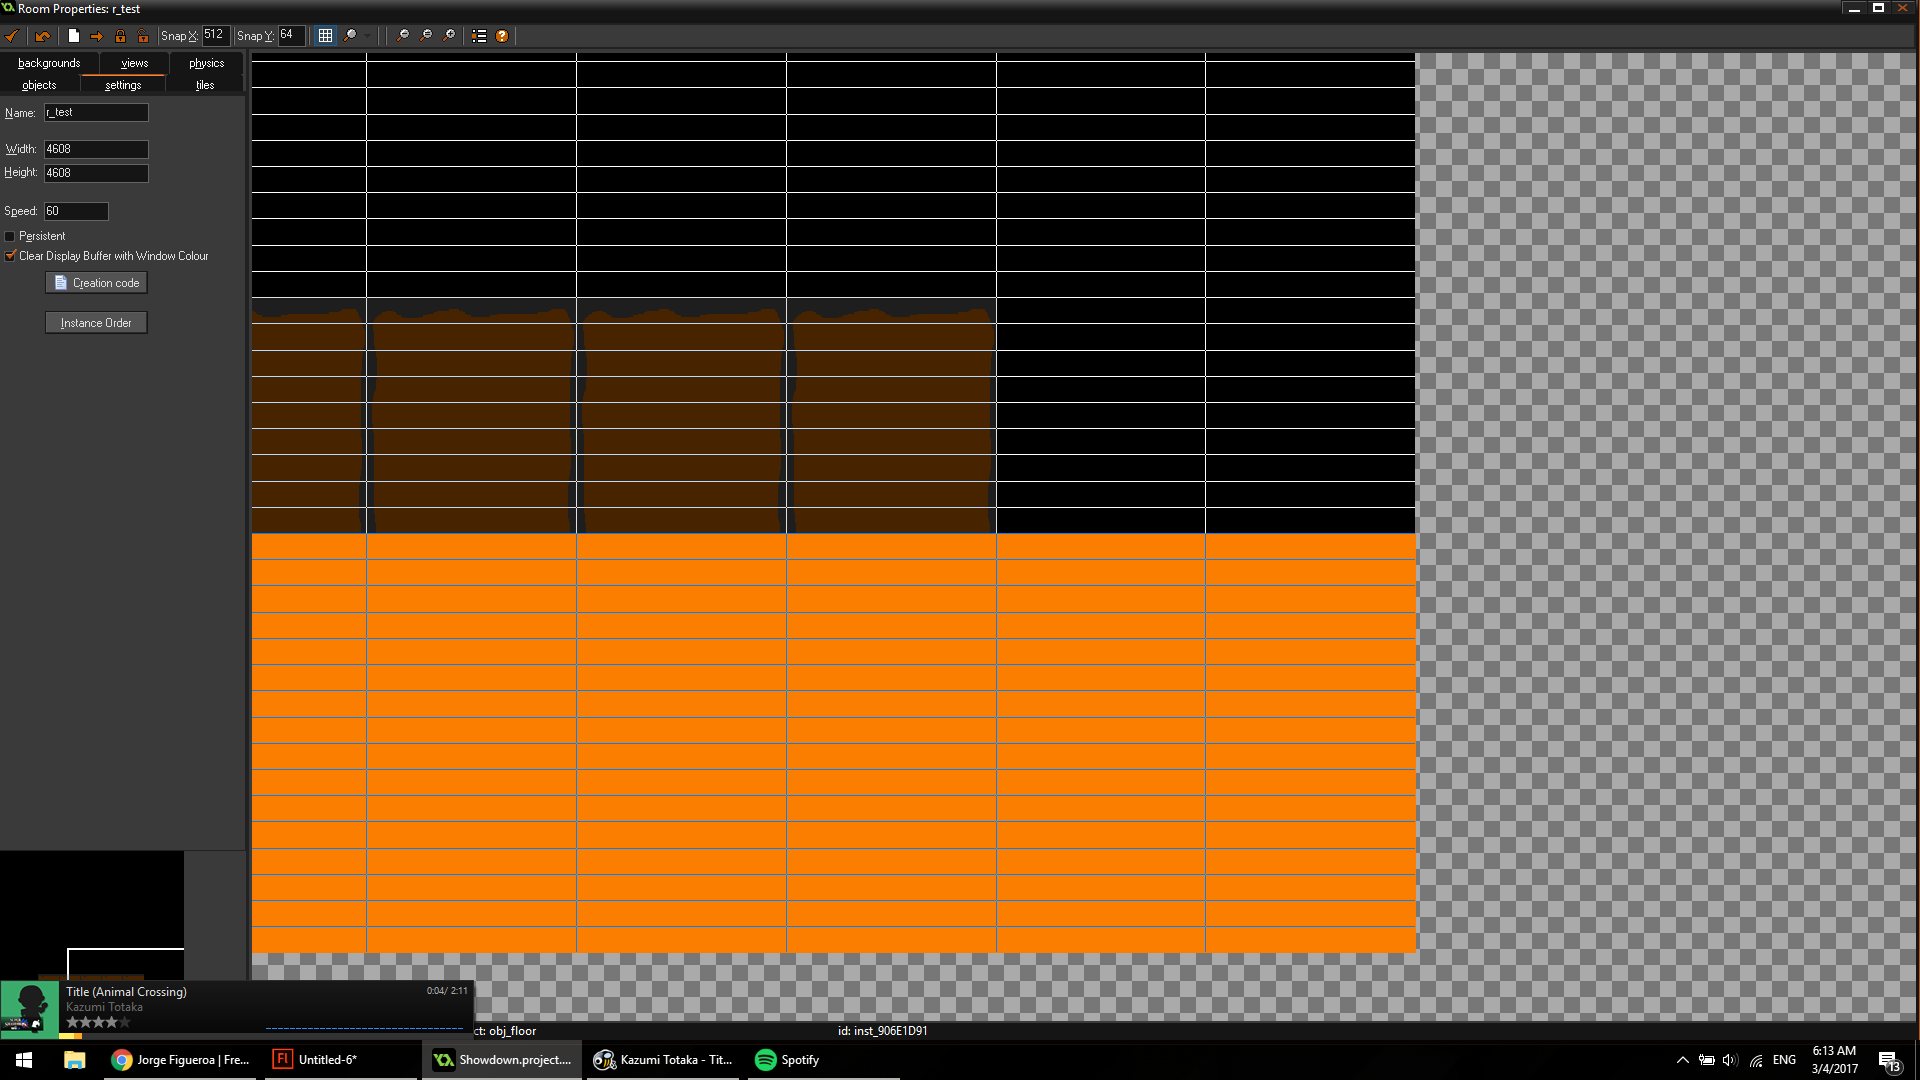 Room Properties: r_test
Snap X: 512 Snap Y: 64
backgrounds views physics
objects settings tiles
Name: r_test
Width: 4608
Height: 4608
Speed: 60
Persistent
Clear Display Buffer with Window Colour
Creation code
Instance Order
Title (Animal Crossing) 0:04/ 2:11
Kazumi Totaka
ct: obj_floor id: inst_906E1D91
Jorge Figueroa | Fre... Untitled-6* Showdown.project.... Kazumi Totaka - Tit... Spotify ENG 6:13 AM
3/4/2017 13